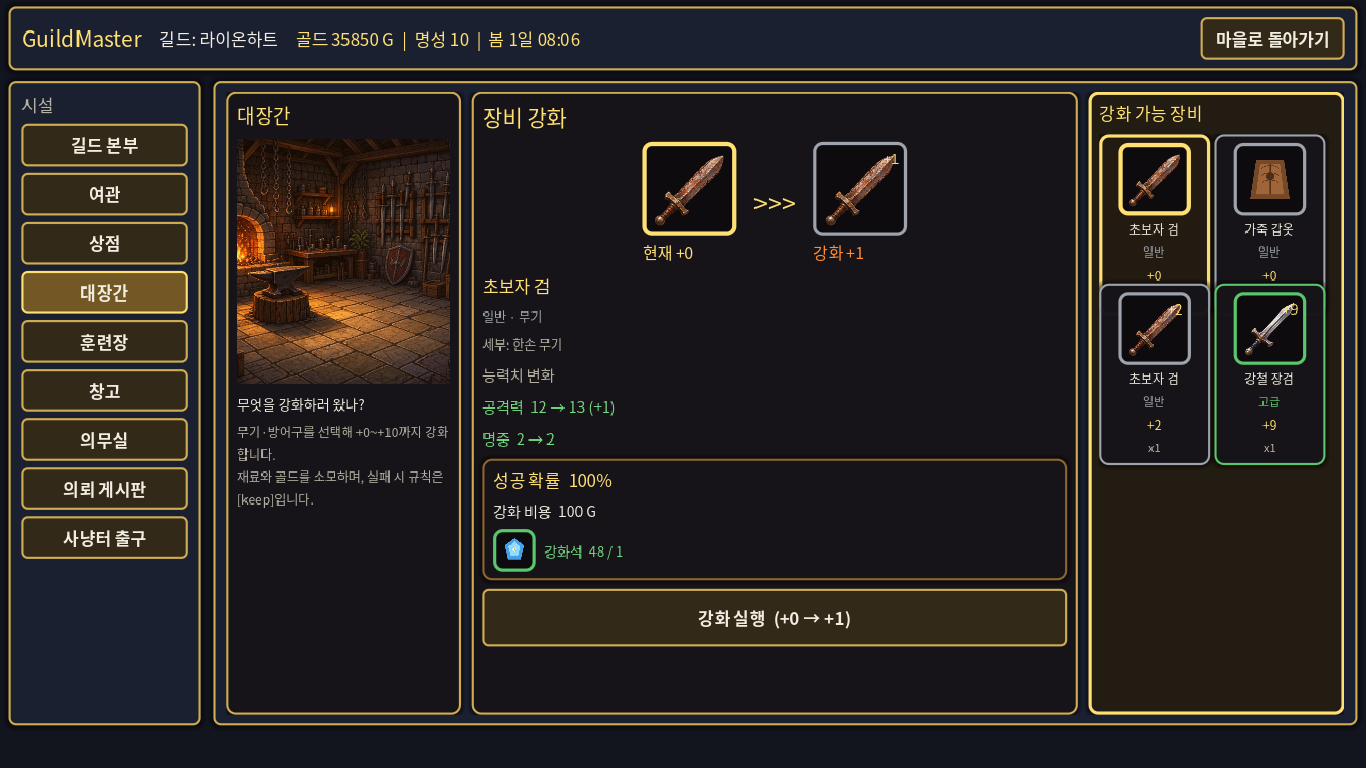 GuildMaster 길드: 라이온하트 골드 35850 G | 명성 10 | 봄 1일 08:06
마을로 돌아가기
시설
길드 본부
여관
상점
대장간
훈련장
창고
의무실
의뢰 게시판
사냥터 출구
대장간
무엇을 강화하러 왔나?
무기·방어구를 선택해 +0~+10까지 강화
합니다.
재료와 골드를 소모하며, 실패 시 규칙은
[keep]입니다.
장비 강화
+1
>>>
현재 +0
강화 +1
초보자 검
일반 · 무기
세부: 한손 무기
능력치 변화
공격력 12 → 13 (+1)
명중 2 → 2
성공 확률 100%
강화 비용 100 G
강화석 48 / 1
강화 실행 (+0 → +1)
강화 가능 장비
초보자 검
일반
+0
가죽 갑옷
일반
+0
+2
초보자 검
일반
+2
x1
+9
강철 장검
고급
+9
x1